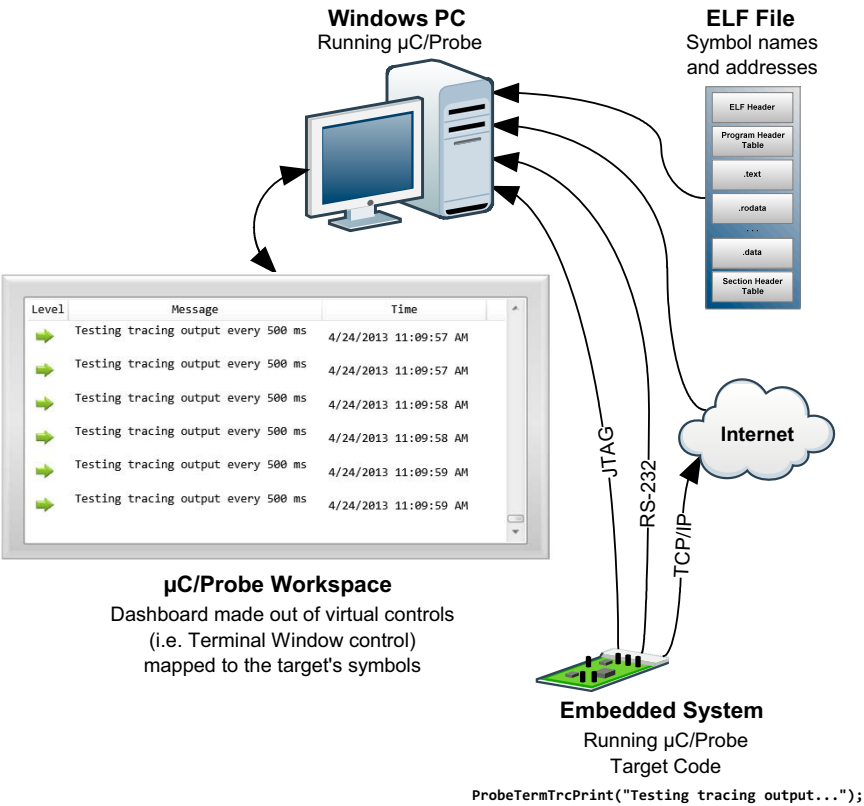 Windows PC
Running µC/Probe
ELF File
Symbol names
and addresses
ELF Header
Program Header
Table
.text
.rodata
. . .
.data
Section Header
Table
Level Message Time
Testing tracing output every 500 ms 4/24/2013 11:09:57 AM
Testing tracing output every 500 ms 4/24/2013 11:09:57 AM
Testing tracing output every 500 ms 4/24/2013 11:09:58 AM
Testing tracing output every 500 ms 4/24/2013 11:09:58 AM
Testing tracing output every 500 ms 4/24/2013 11:09:59 AM
Testing tracing output every 500 ms 4/24/2013 11:09:59 AM
Internet
JTAG
RS-232
TCP/IP
µC/Probe Workspace
Dashboard made out of virtual controls
(i.e. Terminal Window control)
mapped to the target's symbols
Embedded System
Running µC/Probe
Target Code
ProbeTermTrcPrint("Testing tracing output...");